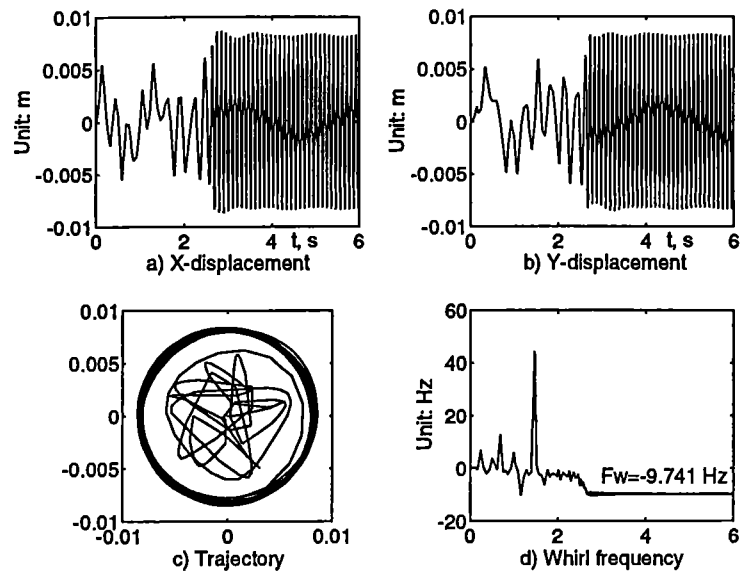 0.01
0.005
0
-0.005
-0.01
Unit: m
0 2 4 t, s 6
a) X-displacement
0.01
0.005
0
-0.005
-0.01
Unit: m
0 2 4 t, s 6
b) Y-displacement
0.01
0.005
0
-0.005
-0.01
-0.01 0 0.01
c) Trajectory
60
40
20
0
-20
Unit: Hz
Fw=-9.741 Hz
0 2 4 6
d) Whirl frequency